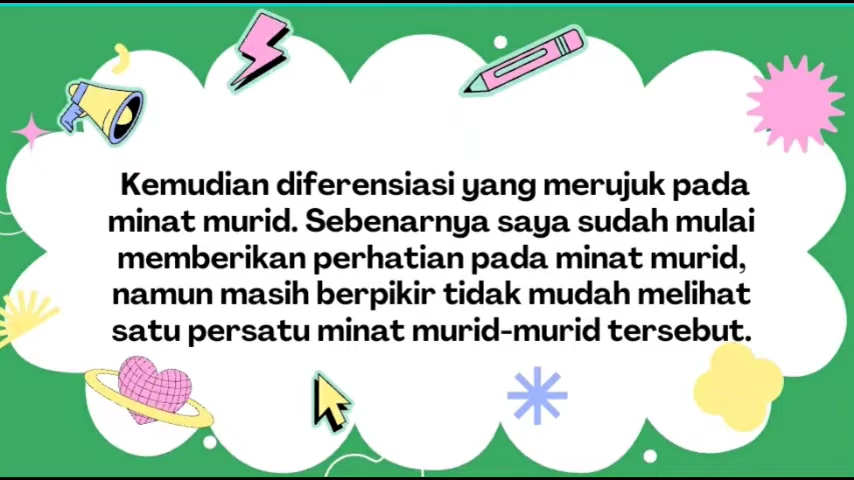 Kemudian diferensiasi yang merujuk pada
minat murid. Sebenarnya saya sudah mulai
memberikan perhatian pada minat murid,
namun masih berpikir tidak mudah melihat
satu persatu minat murid-murid tersebut.